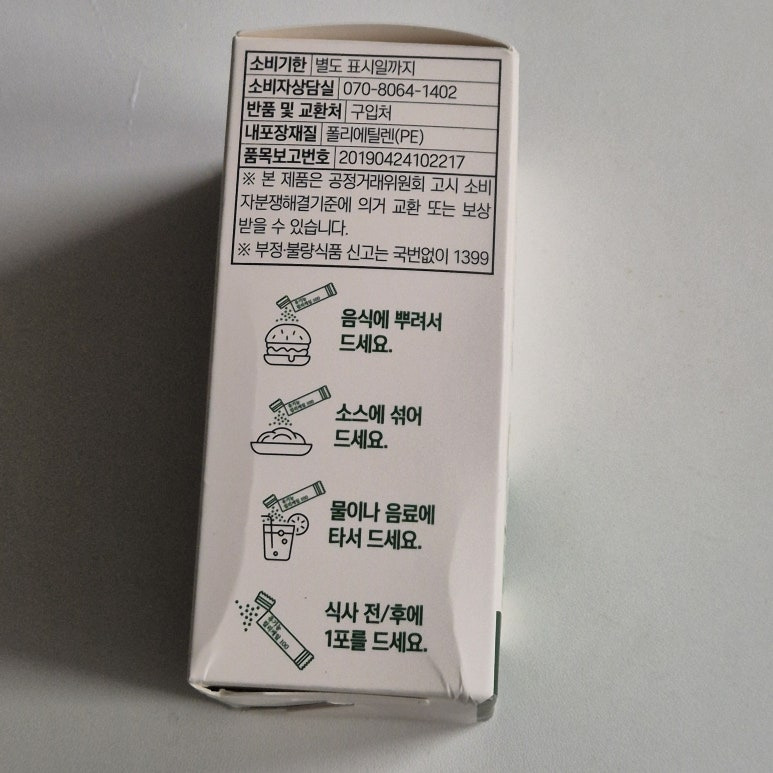 소비기한 별도 표시일까지
소비자상담실 070-8064-1402
반품 및 교환처 구입처
내포장재질 폴리에틸렌(PE)
품목보고번호 20190424102217
※ 본 제품은 공정거래위원회 고시 소비
자분쟁해결기준에 의거 교환 또는 보상
받을 수 있습니다.
※ 부정·불량식품 신고는 국번없이 1399
음식에 뿌려서
드세요.
소스에 섞어
드세요.
물이나 음료에
타서 드세요.
식사 전/후에
1포를 드세요.